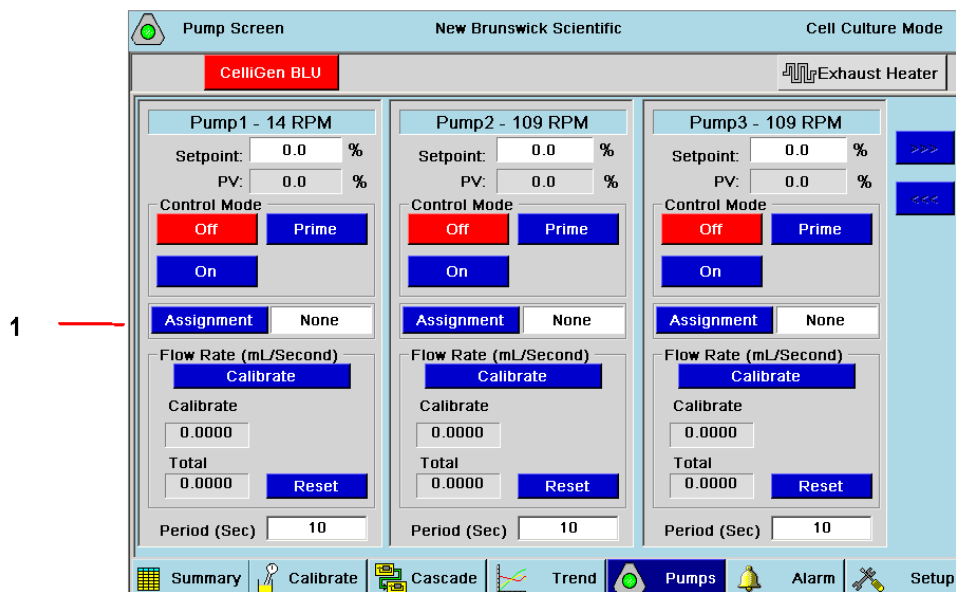 Pump Screen New Brunswick Scientific Cell Culture Mode
CelliGen BLU Exhaust Heater
Pump1 - 14 RPM
Setpoint: 0.0 %
PV: 0.0 %
Control Mode
Off Prime
On
Assignment None
Flow Rate (mL/Second)
Calibrate
Calibrate
0.0000
Total
0.0000 Reset
Period (Sec) 10
Pump2 - 109 RPM
Setpoint: 0.0 %
PV: 0.0 %
Control Mode
Off Prime
On
Assignment None
Flow Rate (mL/Second)
Calibrate
Calibrate
0.0000
Total
0.0000 Reset
Period (Sec) 10
Pump3 - 109 RPM
Setpoint: 0.0 %
PV: 0.0 %
Control Mode
Off Prime
On
Assignment None
Flow Rate (mL/Second)
Calibrate
Calibrate
0.0000
Total
0.0000 Reset
Period (Sec) 10
>>>
<<<
1
Summary Calibrate Cascade Trend Pumps Alarm Setup